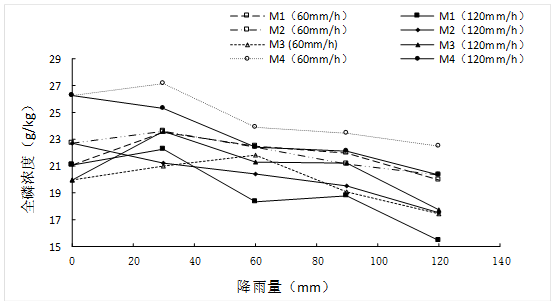 M1（60mm/h） M1（120mm/h）
M2（60mm/h） M2（120mm/h）
M3（60mm/h） M3（120mm/h）
M4（60mm/h） M4（120mm/h）
29
27
25
23
21
19
17
15
全磷浓度（g/kg）
0 20 40 60 80 100 120 140
降雨量（mm）